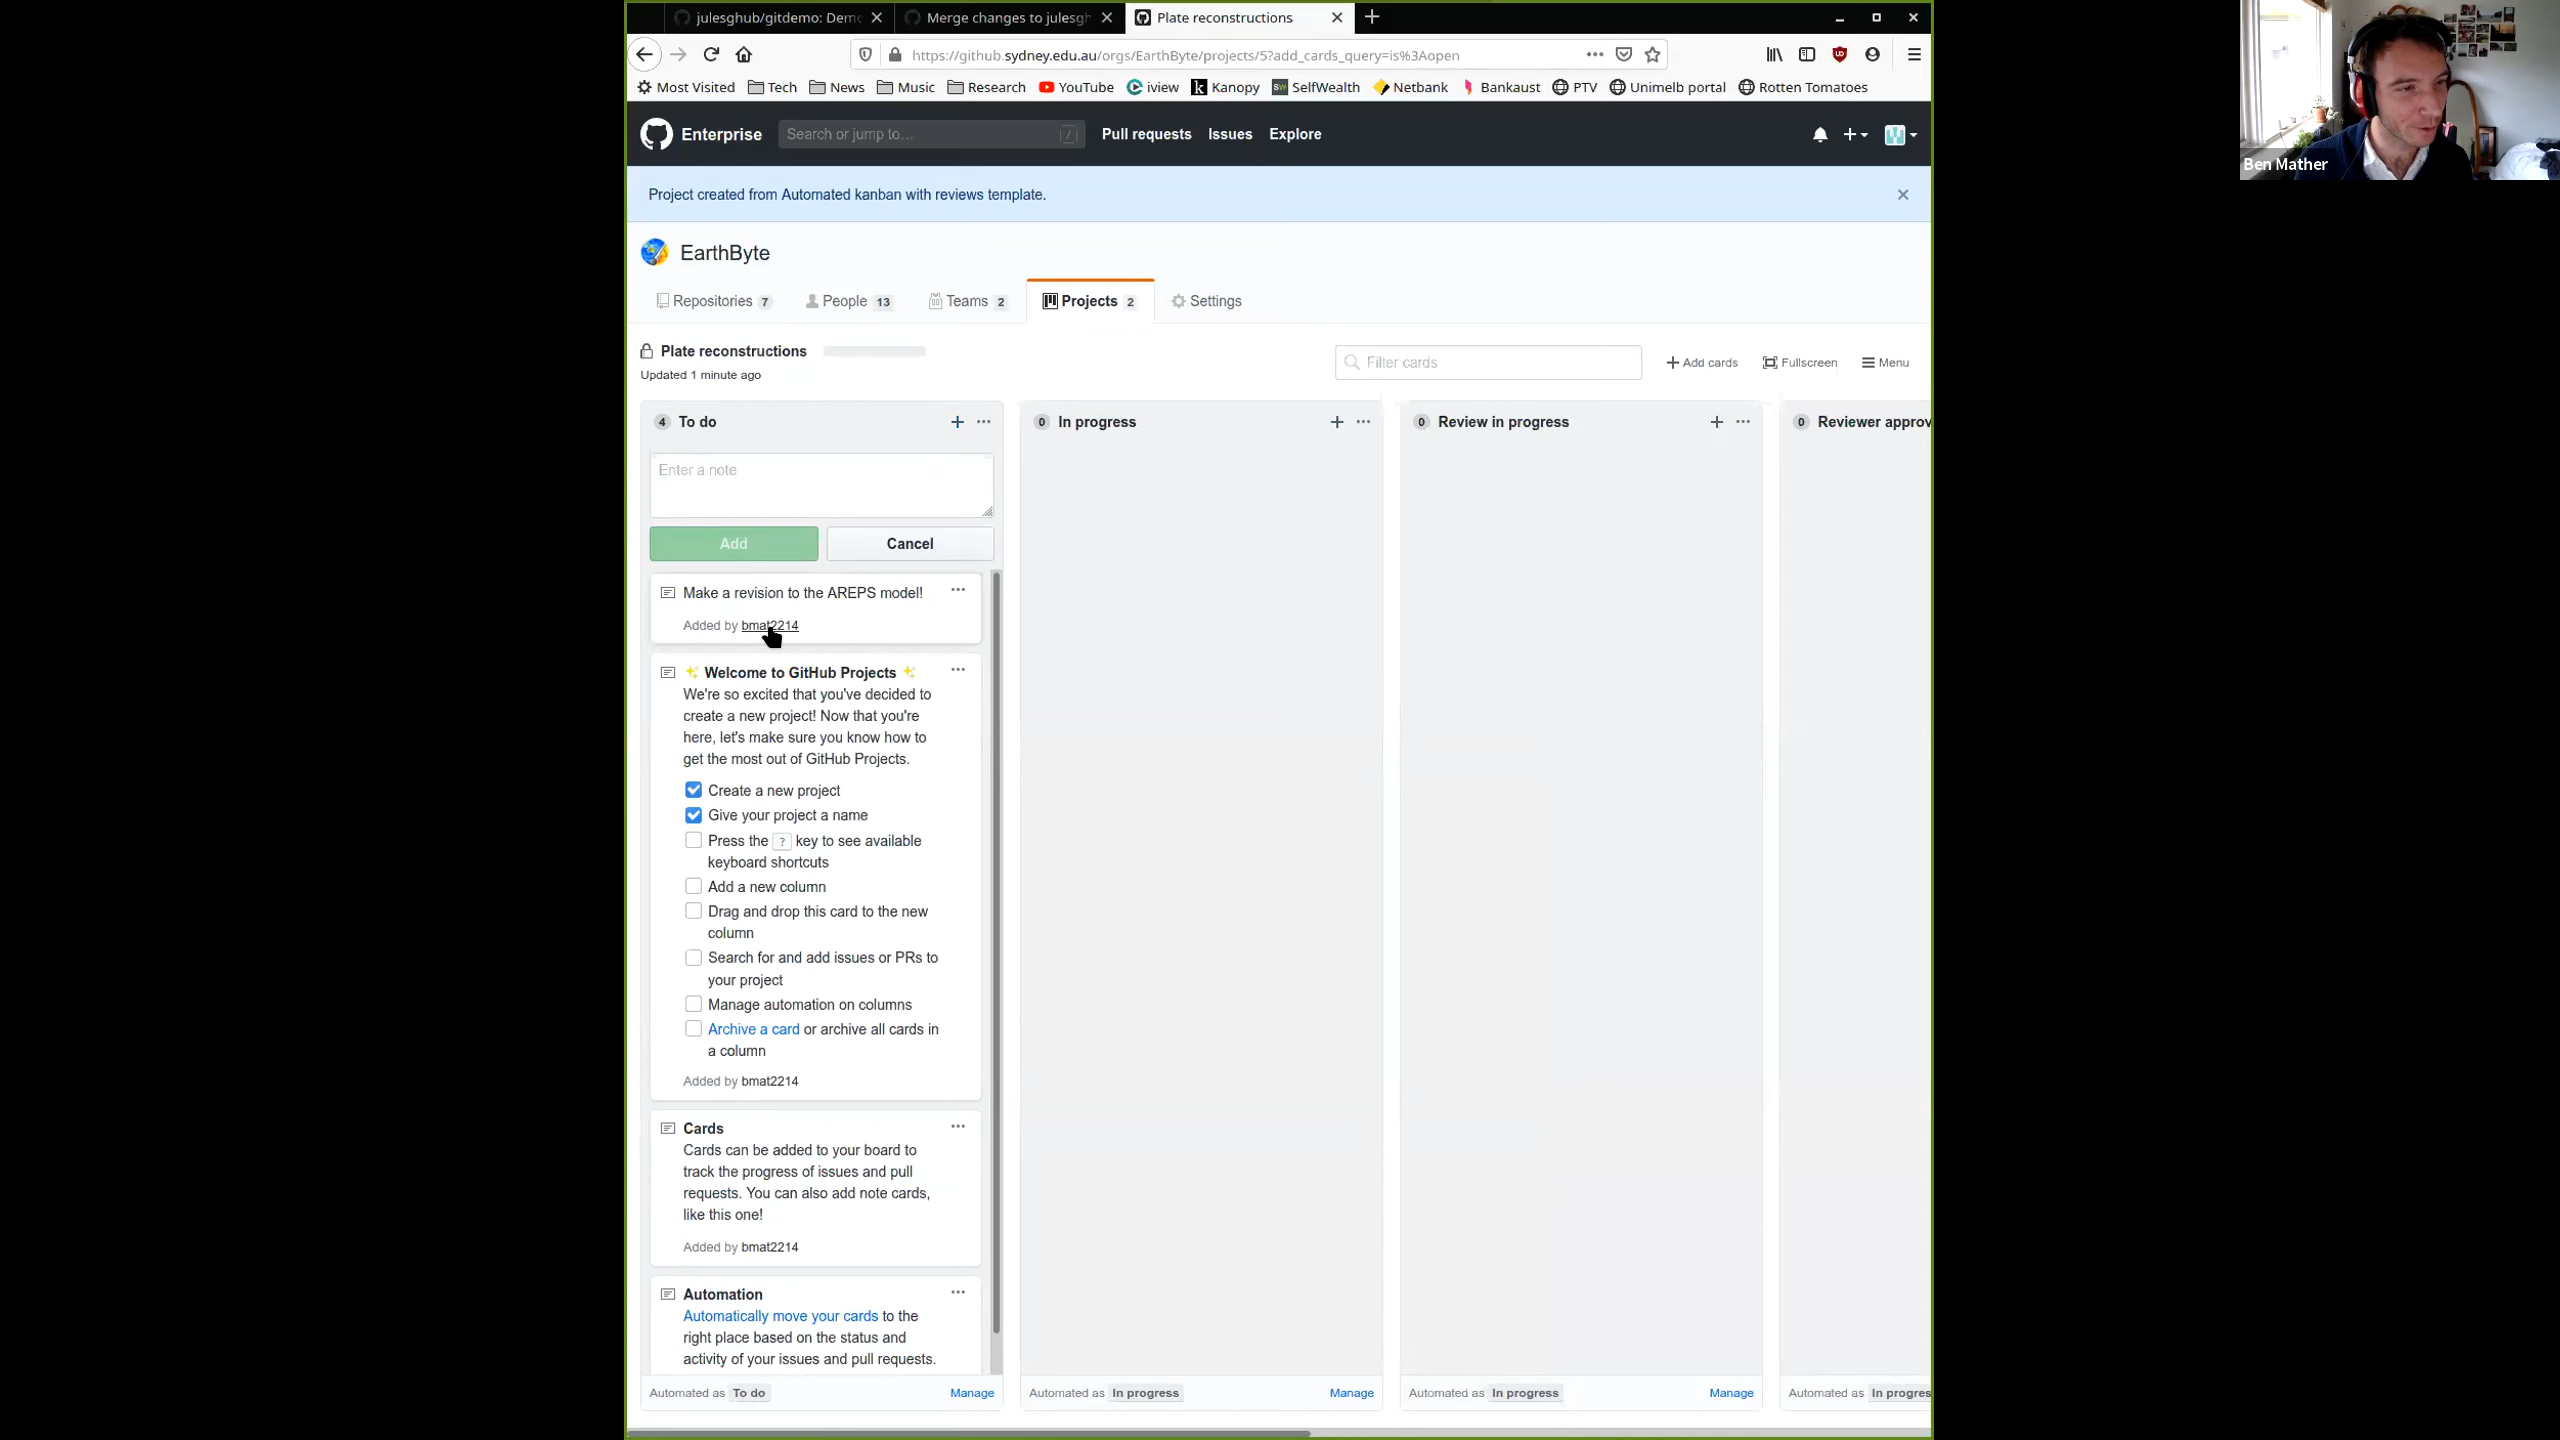 julesghub/gitdemo: Demo
Merge changes to julesgh
Plate reconstructions
https://github.sydney.edu.au/orgs/EarthByte/projects/5?add_cards_query=is%3Aopen
Most Visited
Tech
News
Music
Research
YouTube
iview
Kanopy
SelfWealth
Netbank
Bankaust
PTV
Unimelb portal
Rotten Tomatoes
Enterprise
Search or jump to…
/
Pull requests
Issues
Explore
Ben Mather
Project created from Automated kanban with reviews template.
EarthByte
Repositories 7
People 13
Teams 2
Projects 2
Settings
Plate reconstructions
Updated 1 minute ago
Filter cards
Add cards
Fullscreen
Menu
4 To do
Enter a note
Add
Cancel
Make a revision to the AREPS model!
Added by bmat2214
Welcome to GitHub Projects
We're so excited that you've decided to
create a new project! Now that you're
here, let's make sure you know how to
get the most out of GitHub Projects.
Create a new project
Give your project a name
Press the ? key to see available
keyboard shortcuts
Add a new column
Drag and drop this card to the new
column
Search for and add issues or PRs to
your project
Manage automation on columns
Archive a card or archive all cards in
a column
Added by bmat2214
Cards
Cards can be added to your board to
track the progress of issues and pull
requests. You can also add note cards,
like this one!
Added by bmat2214
Automation
Automatically move your cards to the
right place based on the status and
activity of your issues and pull requests.
Automated as To do
Manage
0 In progress
Automated as In progress
Manage
0 Review in progress
Automated as In progress
Manage
0 Reviewer approv
Automated as In progres